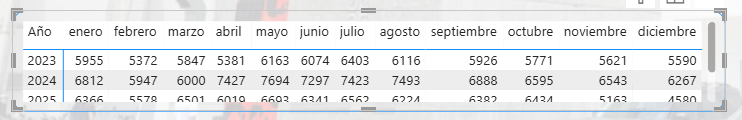 Año enero febrero marzo abril mayo junio julio agosto septiembre octubre noviembre diciembre
2023 5955 5372 5847 5381 6163 6074 6403 6116 5926 5771 5621 5590
2024 6812 5947 6000 7427 7694 7297 7423 7493 6888 6595 6543 6267
2025 6366 5578 6501 6019 6693 6341 6562 6224 6382 6434 5163 4580